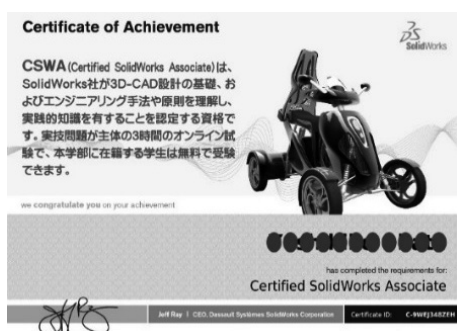 Certificate of Achievement
SolidWorks
CSWA(Certified SolidWorks Associate)は、
SolidWorks社が3D-CAD設計の基礎、お
よびエンジニアリング手法や原則を理解し、
実践的知識を有することを認定する資格で
す。実技問題が主体の3時間のオンライン試
験で、本学部に在籍する学生は無料で受験
できます。
we congratulate you on your achievement
has completed the requirements for:
Certified SolidWorks Associate
Jeff Ray | CEO, Dassault Systèmes SolidWorks Corporation
Certificate ID: